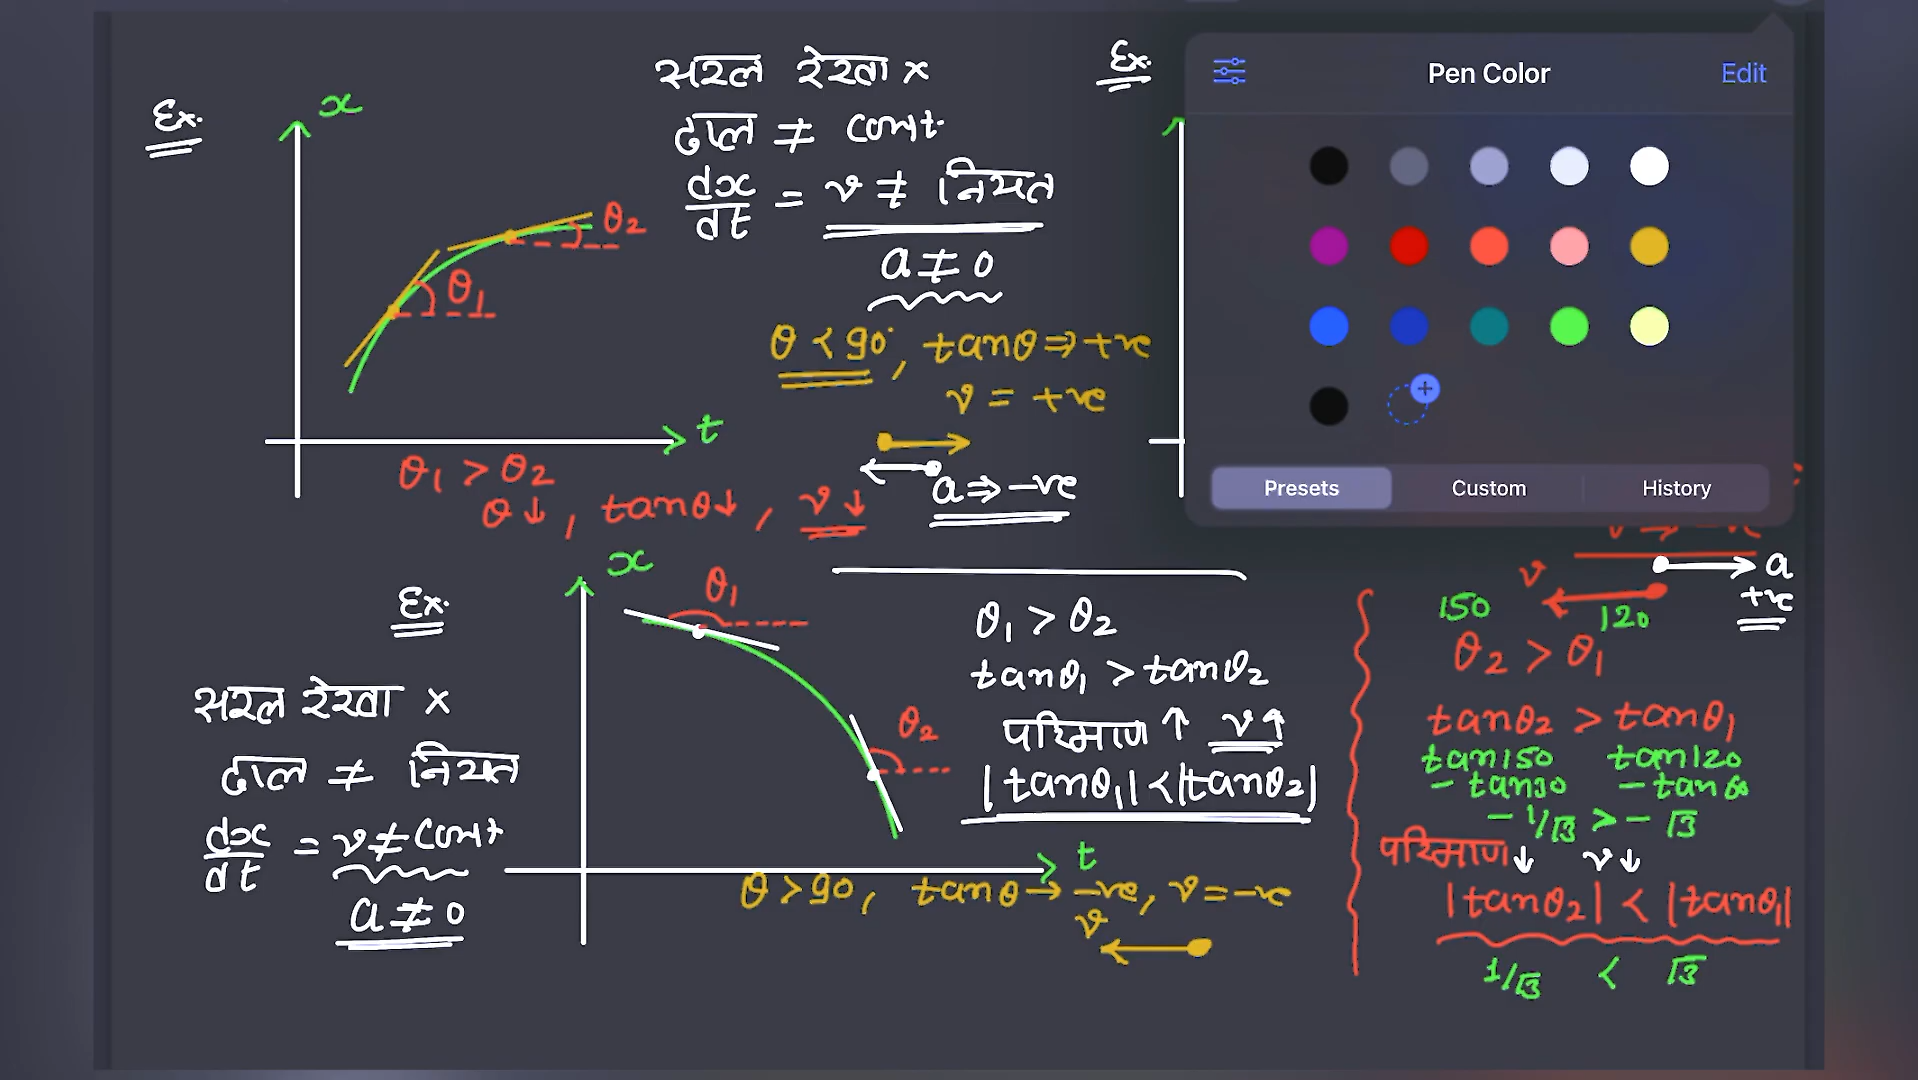 Ex.
x
θ2
θ1
t
θ1 > θ2
θ↓, tanθ↓, v↓
सरल रेखा ×
ढाल ≠ const.
dx/dt = v ≠ नियत
a ≠ 0
θ < 90°, tanθ ⇒ +ve
v = +ve
a ⇒ -ve
Ex.
Pen Color
Edit
Presets
Custom
History
Ex.
x
θ1
θ2
t
सरल रेखा ×
ढाल ≠ नियत
dx/dt = v ≠ const
a ≠ 0
θ1 > θ2
tanθ1 > tanθ2
परिमाण ↑ v↑
|tanθ1| < |tanθ2|
θ > 90, tanθ → -ve, v = -ve
v
v
a
+ve
150 120
θ2 > θ1
tanθ2 > tanθ1
tan150 tan120
- tan30 - tan60
- 1/√3 > - √3
परिमाण ↓ v↓
|tanθ2| < |tanθ1|
1/√3 < √3